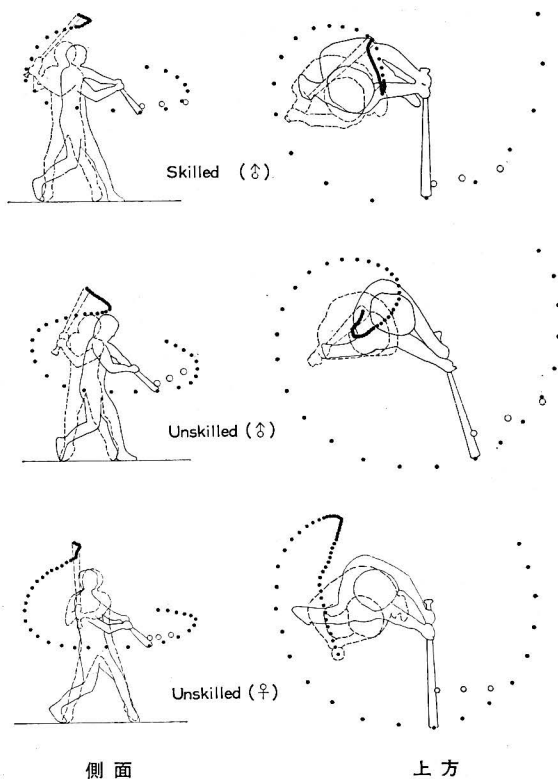 Skilled (♂)
Unskilled (♂)
Unskilled (♀)
側面
上方